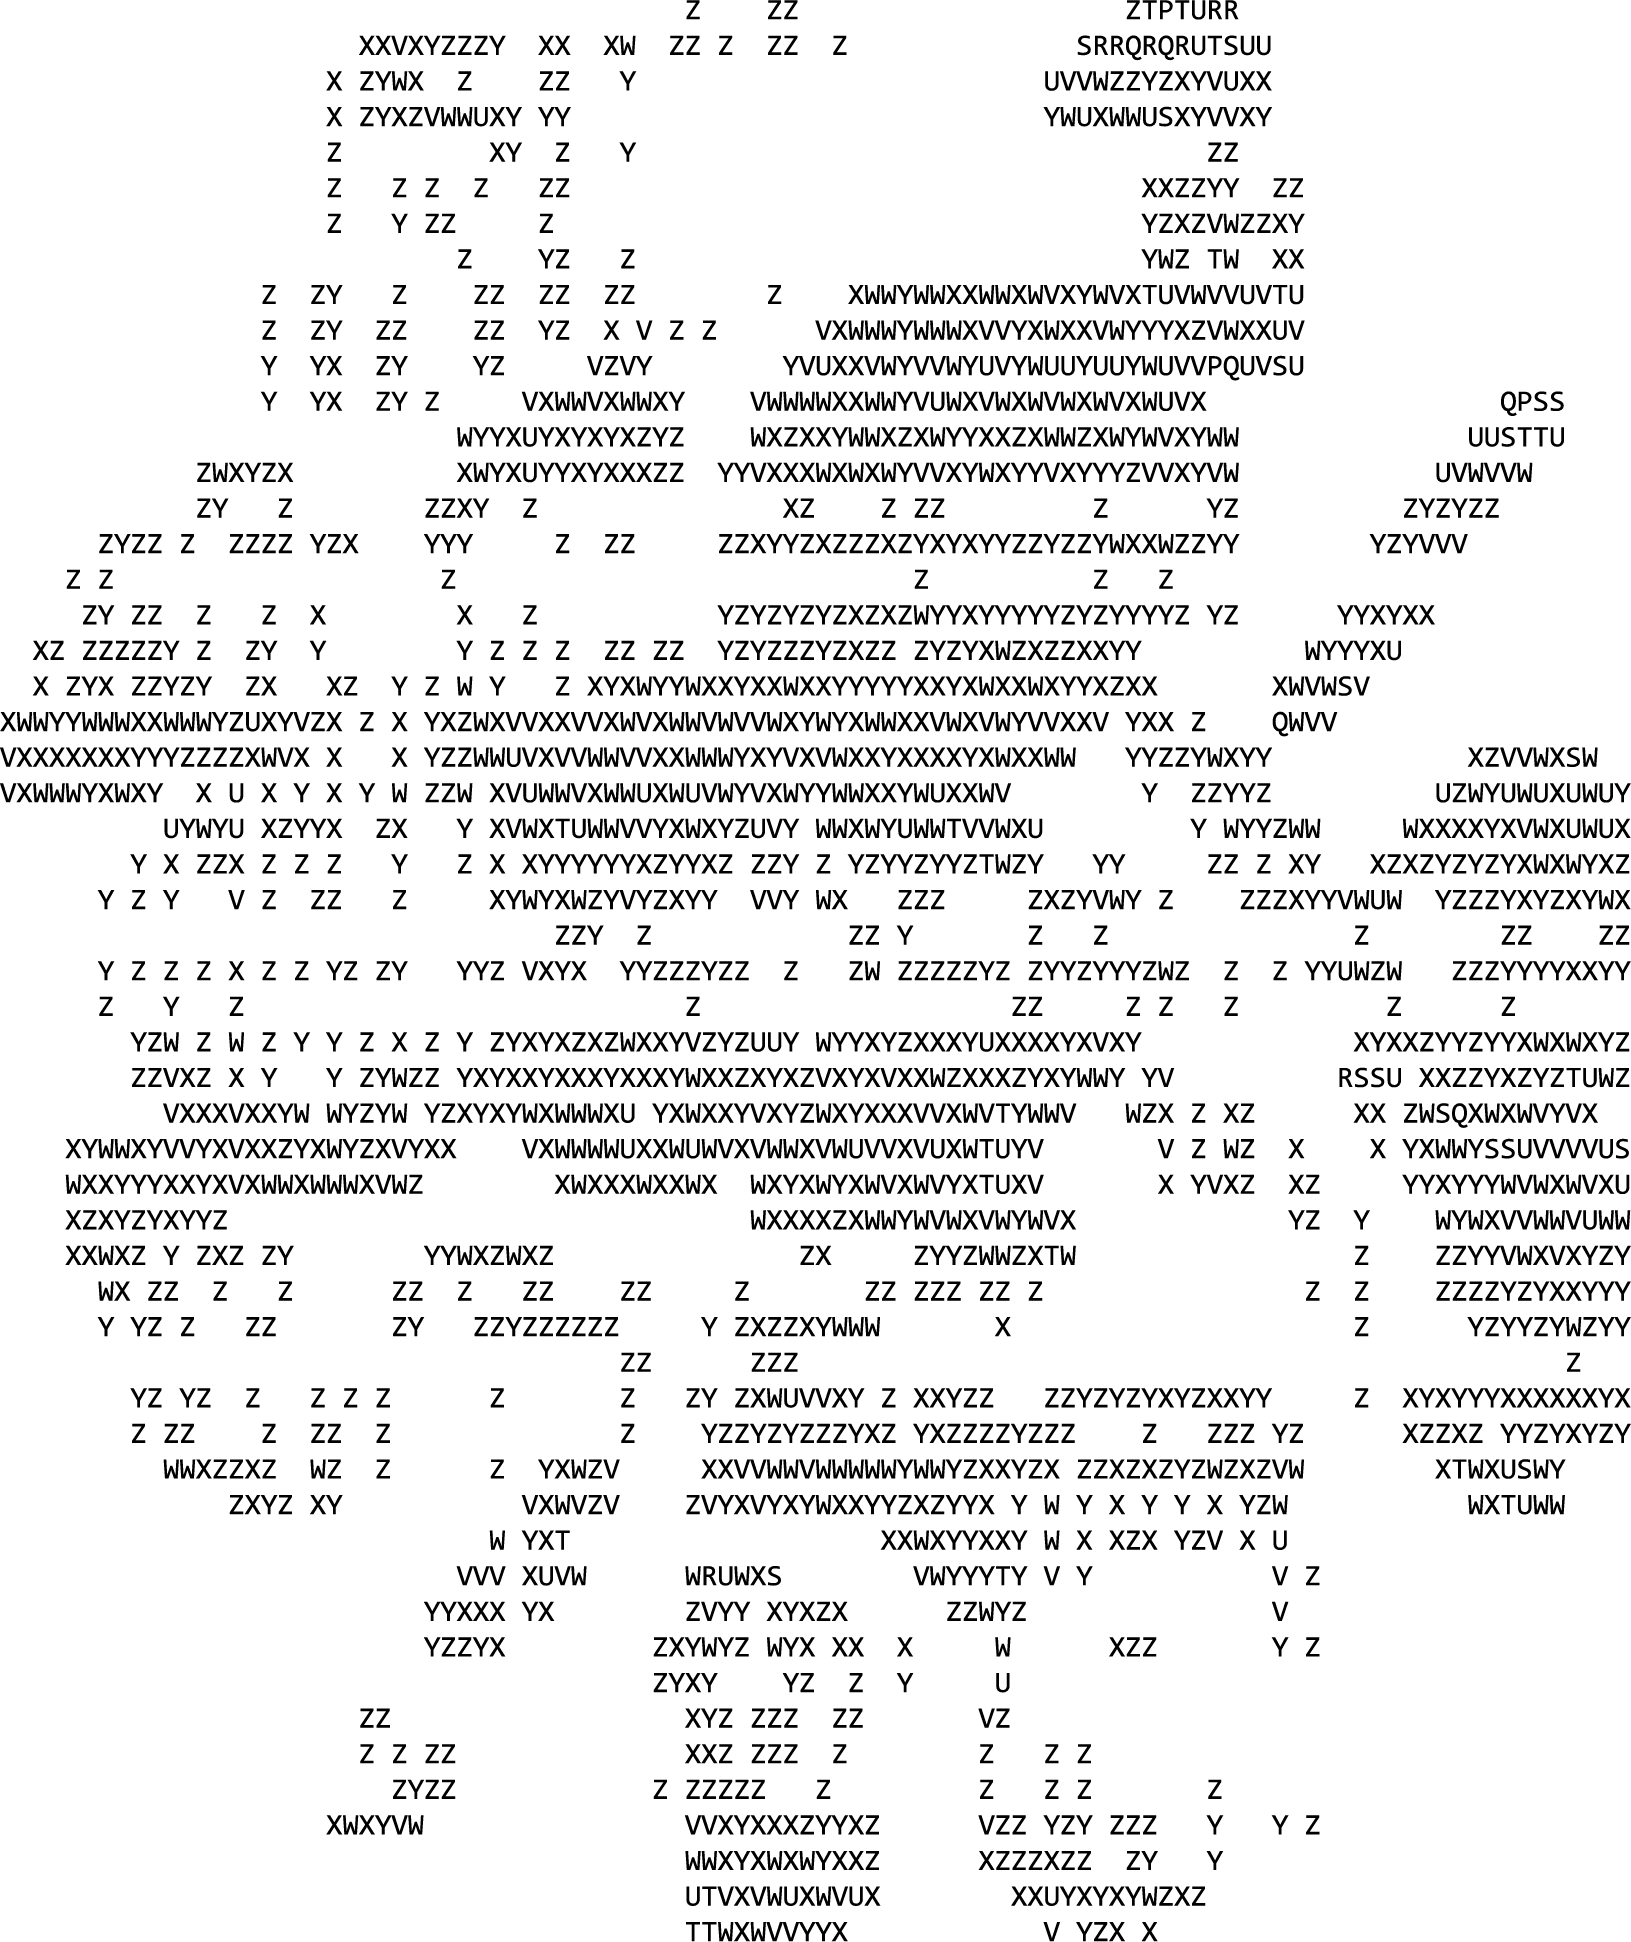 Z ZZ ZTPTURR
XXVXYZZZY XX XW ZZ Z ZZ Z SRRQRQRUTSUU
X ZYWX Z ZZ Y UVVWZZYZXYVUXX
X ZYXZVWWUXY YY YWUXWWUSXYVVXY
Z XY Z Y ZZ
Z Z Z Z ZZ XXZZYY ZZ
Z Y ZZ Z YZXZVWZZXY
Z YZ Z YWZ TW XX
Z ZY Z ZZ ZZ ZZ Z XWWYWWXXWWXWVXYWVXTUVWVVUVTU
Z ZY ZZ ZZ YZ X V Z Z VXWWWYWWWXVVYXWXXVWYYYXZVWXXUV
Y YX ZY YZ VZVY YVUXXVWYVVWYUVYWUUYUUYWUVVPQUVSU
Y YX ZY Z VXWWVXWWXY VWWWWXXWWYVUWXVWXWVWXWVXWUVX QPSS
WYYXUYXYXYXZYZ WXZXXYWWXZXWYYXXZXWWZXWYWVXYWW UUSTTU
ZWXYZX XWYXUYYXYXXXZZ YYVXXXWXWXWYVVXYWXYYVXYYYZVVXYVW UVWVVW
ZY Z ZZXY Z XZ Z ZZ Z YZ ZYZYZZ
ZYZZ Z ZZZZ YZX YYY Z ZZ ZZXYYZXZZZXZYXYXYYZZYZZYWXXWZZYY YZYVVV
Z Z Z Z Z Z
ZY ZZ Z Z X X Z YZYZYZYZXZXZWYYXYYYYYZYZYYYYZ YZ YYXYXX
XZ ZZZZZY Z ZY Y Y Z Z Z ZZ ZZ YZYZZZYZXZZ ZYZYXWZXZZXXYY WYYYXU
X ZYX ZZYZY ZX XZ Y Z W Y Z XYXWYYWXXYXXWXXYYYYYYXXYXWXXWXYYXZXX XWVWSV
XWWYYWWWXXWWWYZUXYVZX Z X YXZWXVVXXVVXWVXWWVWVVWXYWYXWWXXVWXVWYVVXXV YXX Z QWVV
VXXXXXXXYYYZZZZXWVX X X YZZWWUVXVVWWVVXXWWWYXYVXVXYYXXXXYXWXXWW YYZZYWXYY XZVVWXSW
VXWWWYXWXY X U X Y X Y W ZZW XVUWWVXWWUXWUVWYVXWYYWWXXYWUXXWV Y ZZYYZ UZWYUWUXUWUY
UYWYU XZYYX ZX Y XVWXTUWWVVYXWXYZUVY WWXWYUWWTVVWXU Y WYYZWW WXXXXYXVWXUWUX
Y X ZZX Z Z Z Y Z X XYYYYYYXZYYXZ ZZY Z YZYYZYYZTWZY YY ZZ Z XY XZXZYZYZYXWXWYXZ
Y Z Y V Z ZZ Z XYWYXWZYVYZXYY VVY WX ZZZ ZXZYVWY Z ZZZXYYVWUW YZZZYXYZXYWX
ZZY Z ZZ Y Z Z Z ZZ ZZ
Y Z Z Z X Z Z YZ ZY YYZ VXYX YYZZZYZZ Z ZW ZZZZZYZ ZYYZYYYZWZ Z Z YYUWZW ZZZYYYYXXYY
Z Y Z Z ZZ Z Z Z Z Z
YZW Z W Z Y Y Z X Z Y ZYXYXZXZWXXYVZYZUUY WYYXYZXXXYUXXXXYXVXY XYXXZYYZYYXWXWXYZ
ZZVXZ X Y Y ZYWZZ YXYXXYXXXYXXXYWXXZXYXZVXYXVXXWZXXXZYXYWWY YV RSSU XXZZYXZYZTUWZ
VXXXVXXYW WYZYW YZXYXYWXWWWXU YXWXXYVXYZWXYXXXVVXWVTYWWV WZX Z XZ XX ZWSQXWXWVYVX
XYWWXYVVYXVXXZYXWYZXVYXX VXWWWWUXXWUWVXVWWXVWUVVXVUXWTUYV V Z WZ X X YXWWYSSUVVVVUS
WXXYYYXXYXVXWWXWWWXVWZ XWXXXWXXWX WXYXWYXWVXWVYXTUXV X YVXZ XZ YYXYYYWVWXWVXU
XZXYZYXYYZ WXXXXZXWWYWVWXVWYWVX YZ Y WYWXVVWWVUWW
XXWXZ Y ZXZ ZY YYWXZWXZ ZX ZYYZWWZXTW Z ZZYYVWXVXYZY
WX ZZ Z Z ZZ Z ZZ ZZ Z ZZ ZZZ ZZ Z Z Z ZZZZYZYXXYYY
Y YZ Z ZZ ZY ZZYZZZZZZ Y ZXZZXYWWW X Z YZYYZYWZYY
ZZ ZZZ Z
YZ YZ Z Z Z Z Z Z ZY ZXWUVVXY Z XXYZZ ZZYZYZYXYZXXYY Z XYXYYYXXXXXXYX
Z ZZ Z ZZ Z Z YZZYZYZZZYXZ YXZZZZYZZZ Z ZZZ YZ XZZXZ YYZYXYZY
WWXZZXZ WZ Z Z YXWZV XXVVWWVWWWWWYWWYZXXYZX ZZXZXZYZWZXZVW XTWXUSWY
ZXYZ XY VXWVZV ZVYXVYXYWXXYYZXZYYX Y W Y X Y Y X YZW WXTUWW
W YXT XXWXYYXXY W X XZX YZV X U
VVV XUVW WRUWXS VWYYYTY V Y V Z
YYXXX YX ZVYY XYXZX ZZWYZ V
YZZYX ZXYWYZ WYX XX X W XZZ Y Z
ZYXY YZ Z Y U
ZZ XYZ ZZZ ZZ VZ
Z Z ZZ XXZ ZZZ Z Z Z Z
ZYZZ Z ZZZZZ Z Z Z Z Z
XWXYVW VVXYXXXZYYXZ VZZ YZY ZZZ Y Y Z
WWXYXWXWYXXZ XZZZXZZ ZY Y
UTVXVWUXWVUX XXUYXYXYWZXZ
TTWXWVVYYX V YZX X